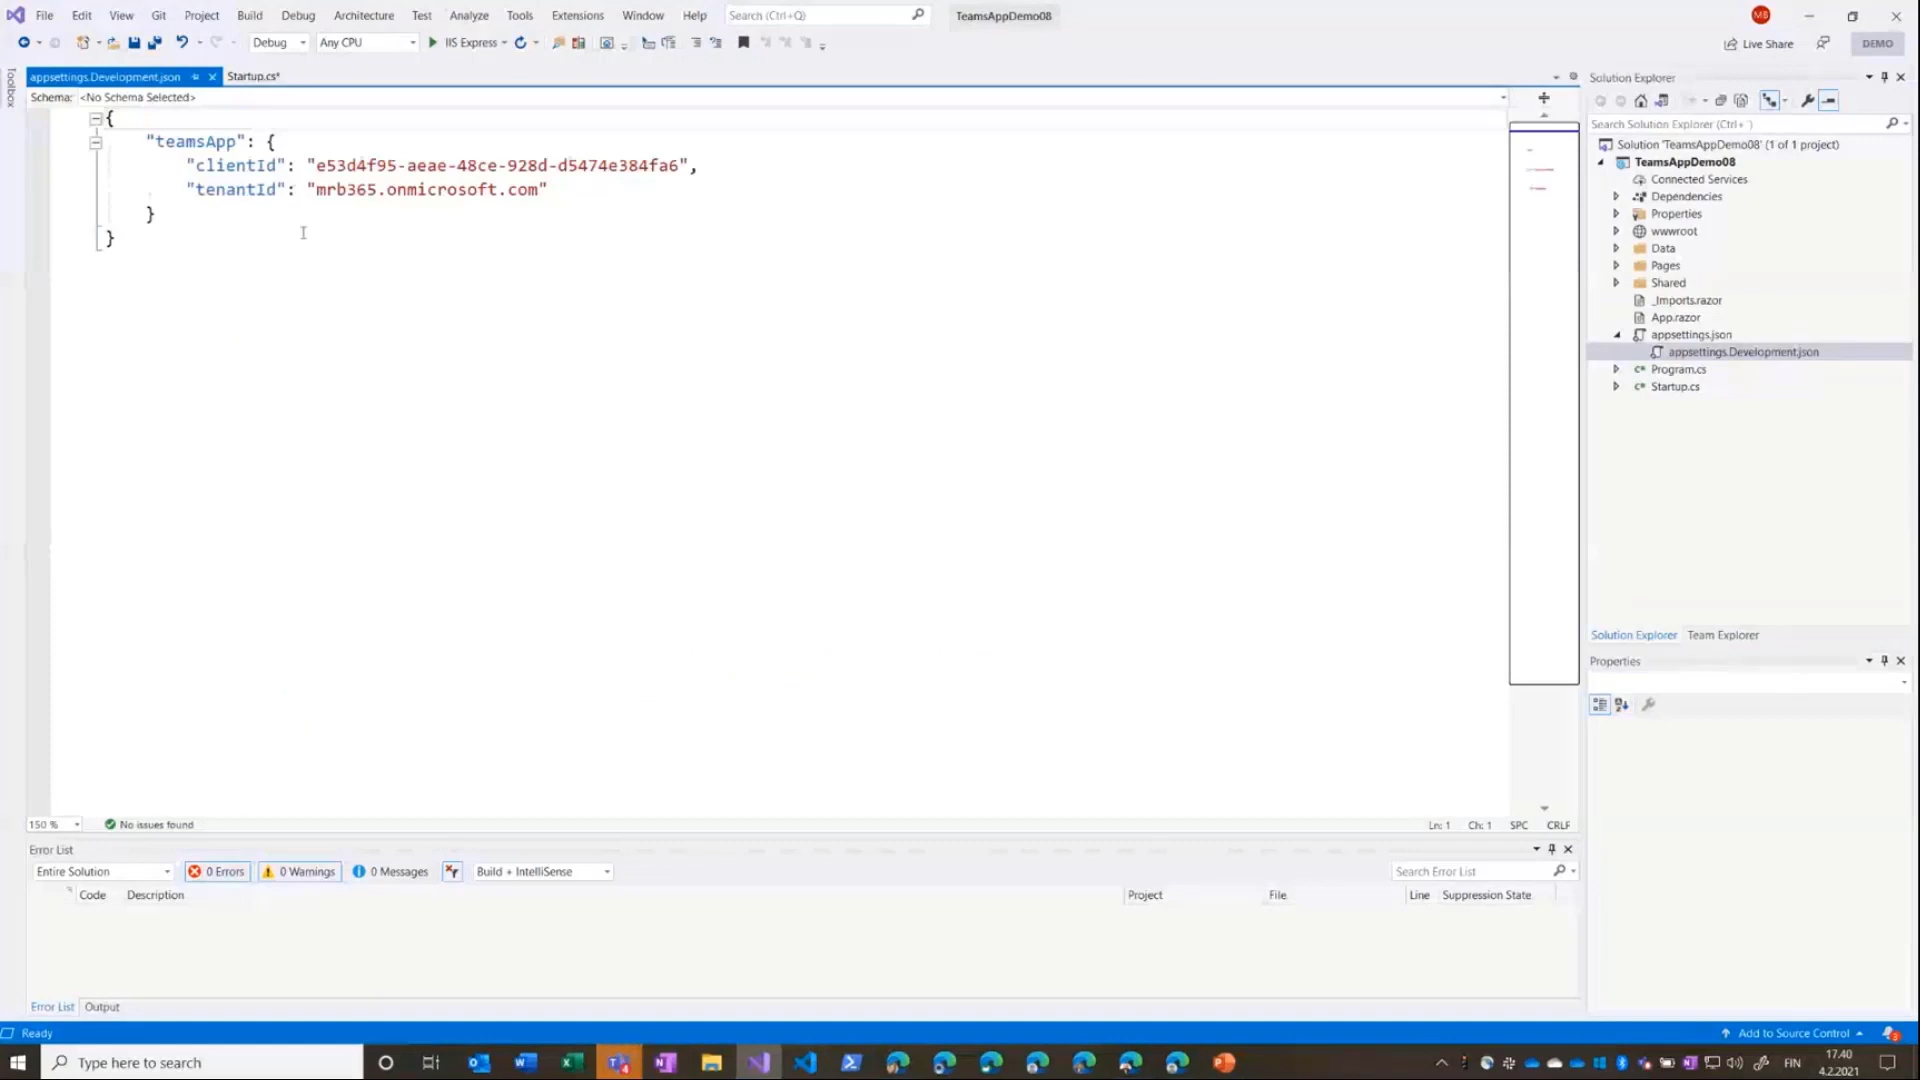 File Edit View Git Project Build Debug Architecture Test Analyze Tools Extensions Window Help Search (Ctrl+Q) TeamsAppDemo08 MB
Debug Any CPU IIS Express Live Share DEMO
Toolbox
appsettings.Development.json Startup.cs*
Schema: <No Schema Selected>
{
"teamsApp": {
"clientId": "e53d4f95-aeae-48ce-928d-d5474e384fa6",
"tenantId": "mrb365.onmicrosoft.com"
}
}
150 % No issues found Ln: 1 Ch: 1 SPC CRLF
Solution Explorer
Search Solution Explorer (Ctrl+ )
Solution 'TeamsAppDemo08' (1 of 1 project)
TeamsAppDemo08
Connected Services
Dependencies
Properties
wwwroot
Data
Pages
Shared
_Imports.razor
App.razor
appsettings.json
appsettings.Development.json
Program.cs
Startup.cs
Solution Explorer Team Explorer
Properties
Error List
Entire Solution 0 Errors 0 Warnings 0 Messages Build + IntelliSense Search Error List
Code Description Project File Line Suppression State
Error List Output
Ready Add to Source Control 3
Type here to search FIN 17.40
4.2.2021